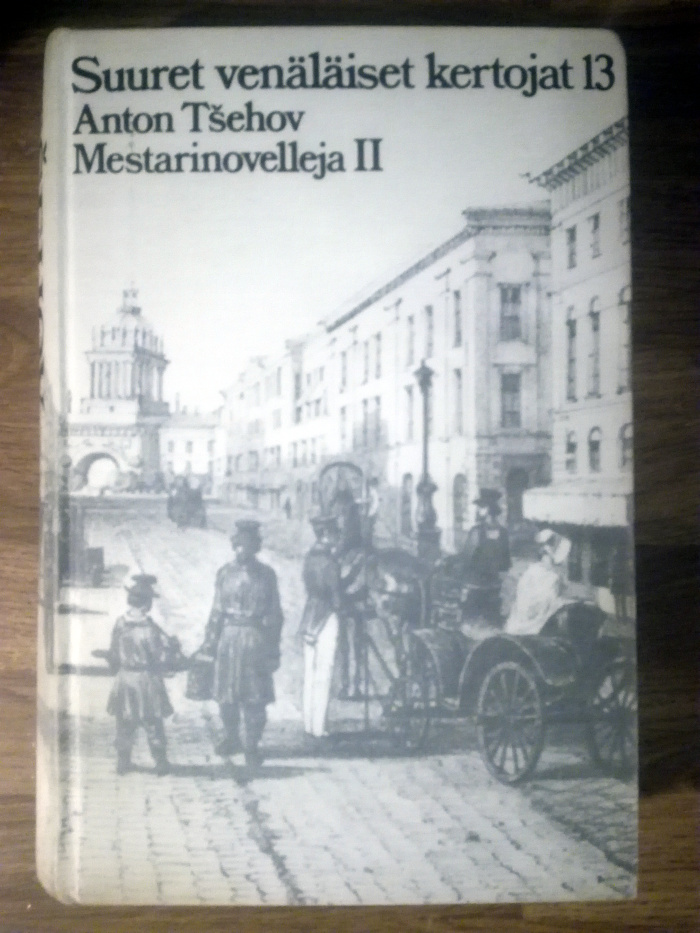 Suuret venäläiset kertojat 13
Anton Tšehov
Mestarinovelleja II